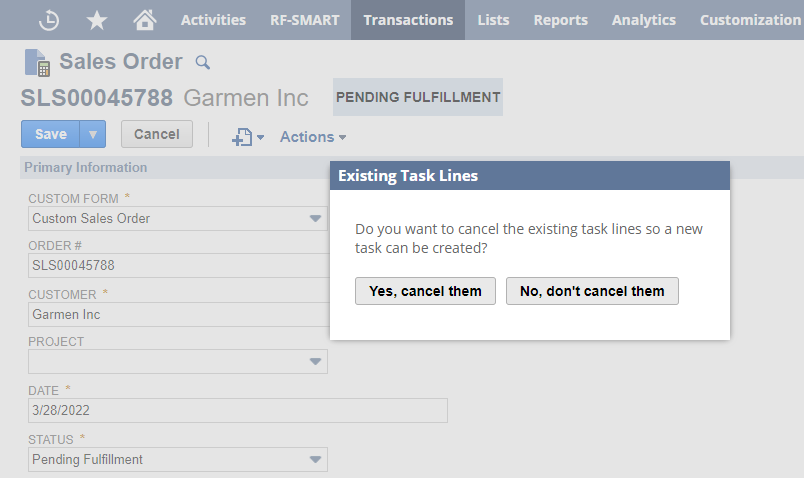 Activities RF-SMART Transactions Lists Reports Analytics Customization
Sales Order
SLS00045788 Garmen Inc PENDING FULFILLMENT
Save Cancel Actions
Primary Information
Existing Task Lines
Do you want to cancel the existing task lines so a new
task can be created?
Yes, cancel them No, don't cancel them
CUSTOM FORM *
Custom Sales Order
ORDER #
SLS00045788
CUSTOMER *
Garmen Inc
PROJECT
DATE *
3/28/2022
STATUS *
Pending Fulfillment